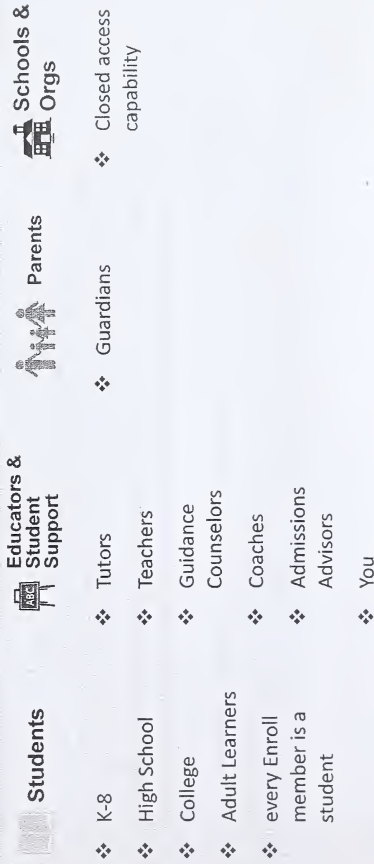 Students
❖ K-8
❖ High School
❖ College
❖ Adult Learners
❖ every Enroll
member is a
student
Educators &
Student
Support
ABC
❖ Tutors
❖ Teachers
❖ Guidance
Counselors
❖ Coaches
❖ Admissions
Advisors
❖ You
Parents
❖ Guardians
Schools &
Orgs
❖ Closed access
capability